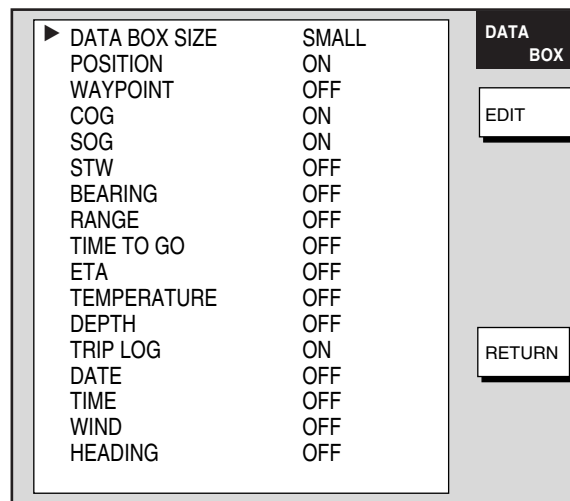 DATA BOX SIZE SMALL
POSITION ON
WAYPOINT OFF
COG ON
SOG ON
STW OFF
BEARING OFF
RANGE OFF
TIME TO GO OFF
ETA OFF
TEMPERATURE OFF
DEPTH OFF
TRIP LOG ON
DATE OFF
TIME OFF
WIND OFF
HEADING OFF
DATA
BOX
EDIT
RETURN